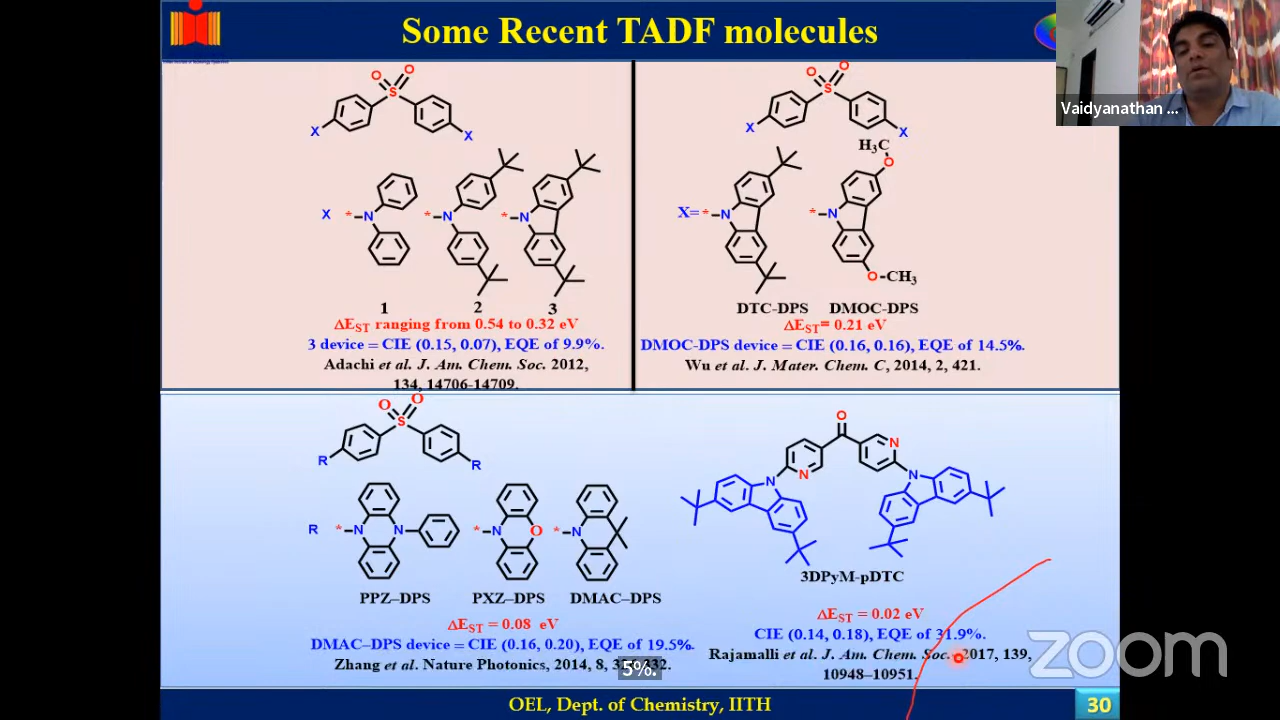 Some Recent TADF molecules
Vaidyanathan ...
O O
S
X X
X * N * N * N
1 2 3
ΔEST ranging from 0.54 to 0.32 eV
3 device = CIE (0.15, 0.07), EQE of 9.9%.
Adachi et al. J. Am. Chem. Soc. 2012,
134, 14706-14709.
O O
S
X X
H3C
O
X= * N * N
O-CH3
DTC-DPS DMOC-DPS
ΔEST= 0.21 eV
DMOC-DPS device = CIE (0.16, 0.16), EQE of 14.5%.
Wu et al. J. Mater. Chem. C, 2014, 2, 421.
O O
S
R R
R * N N * N O * N
PPZ–DPS PXZ–DPS DMAC–DPS
ΔEST = 0.08 eV
DMAC–DPS device = CIE (0.16, 0.20), EQE of 19.5%.
Zhang et al. Nature Photonics, 2014, 8,
5%.
O
N N
N N
3DPyM-pDTC
ΔEST = 0.02 eV
CIE (0.14, 0.18), EQE of 31.9%.
Rajamalli et al. J. Am. Chem. Soc. 2017, 139,
10948–10951.
zoom
OEL, Dept. of Chemistry, IITH
30